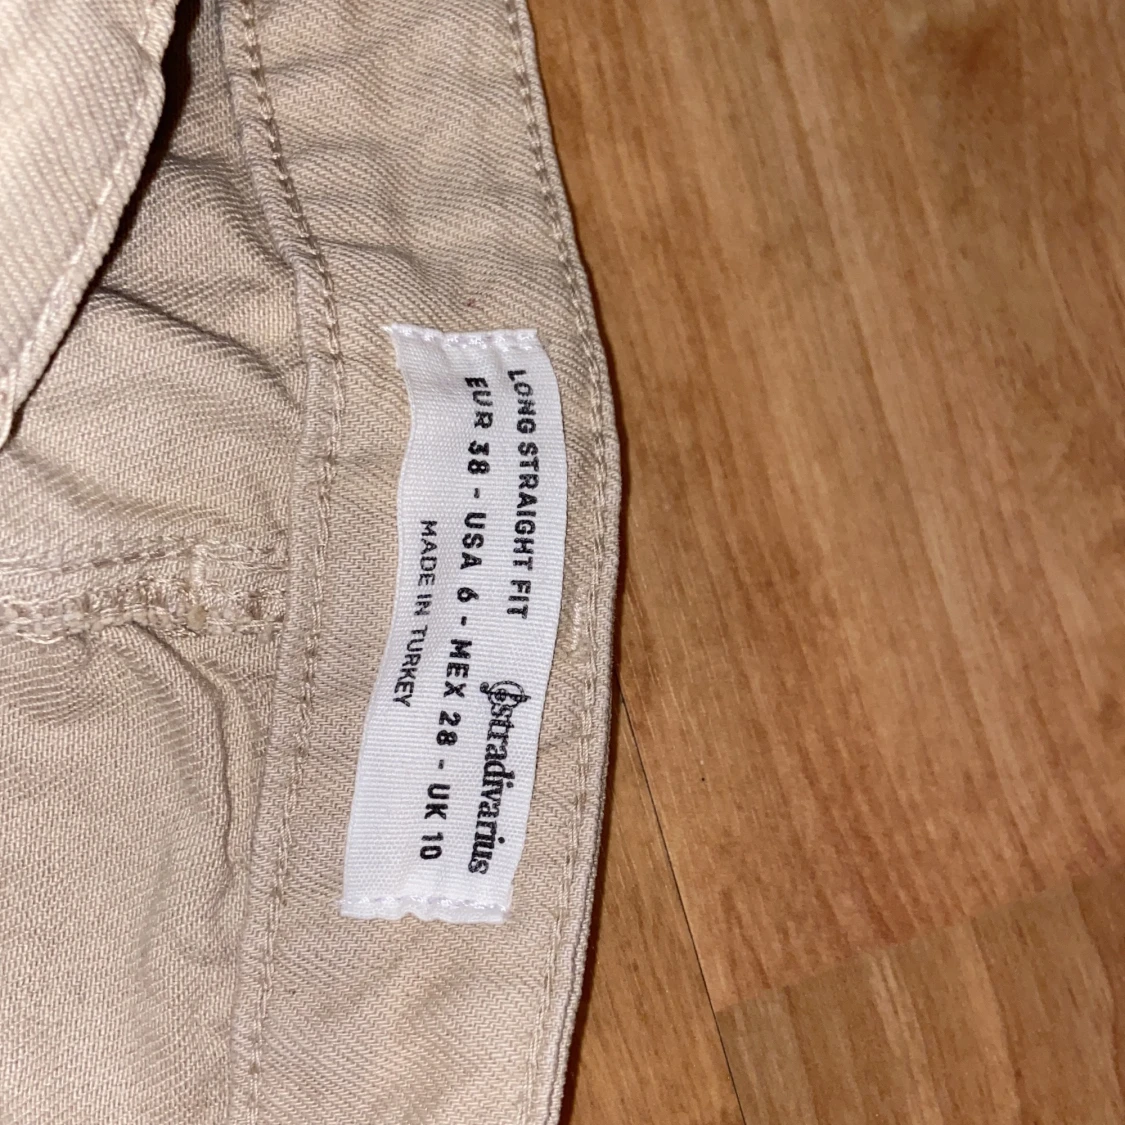 LONG STRAIGHT FIT stradivarius
EUR 38 - USA 6 - MEX 28 - UK 10
MADE IN TURKEY